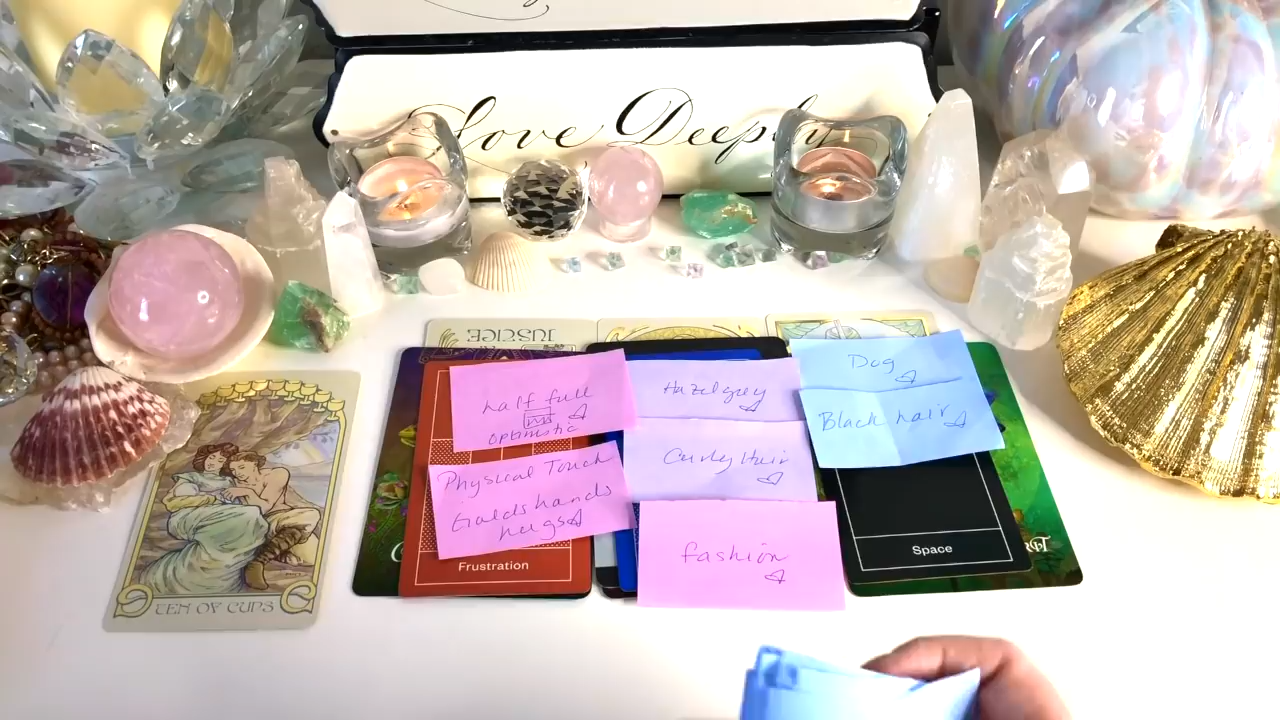 Love Deeply
JUSTICE
half full
optimistic
Physical Touch
holds hands
hugs
Frustration
Hazel grey
Curly Hair
fashion
Dog
Black hair
Space
TEN OF CUPS